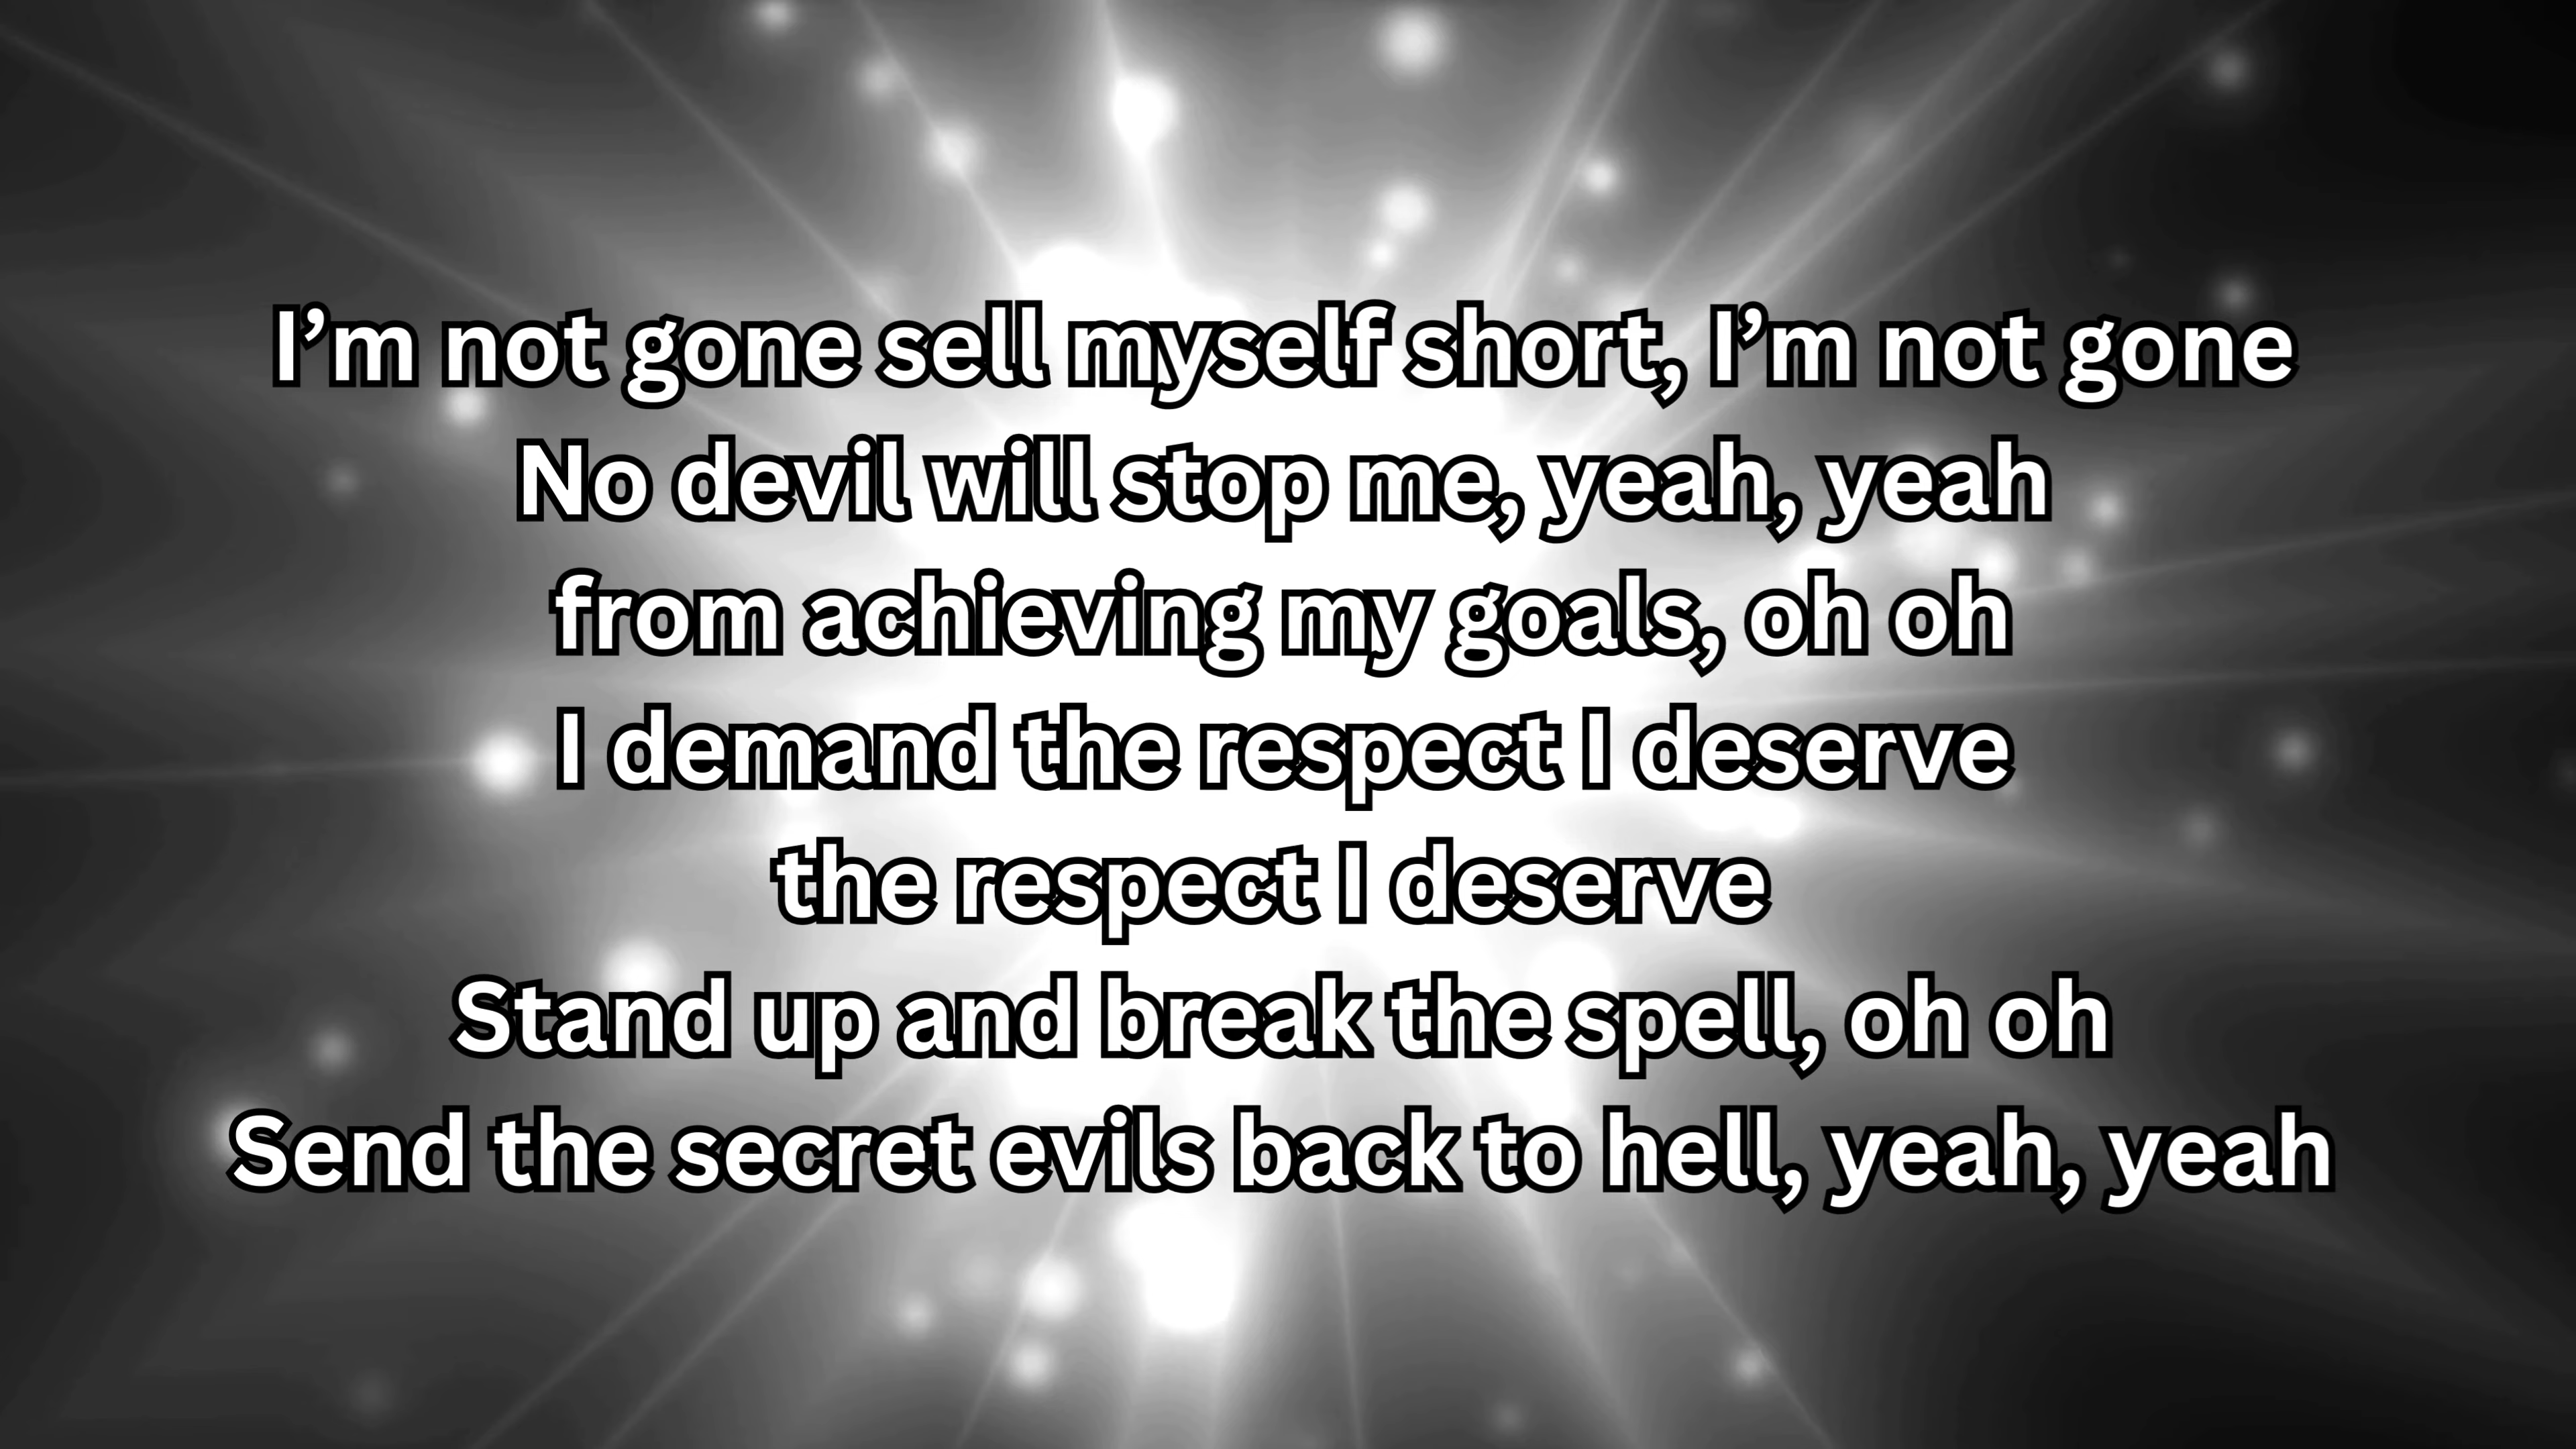 I’m not gone sell myself short, I’m not gone
No devil will stop me, yeah, yeah
from achieving my goals, oh oh
I demand the respect I deserve
the respect I deserve
Stand up and break the spell, oh oh
Send the secret evils back to hell, yeah, yeah